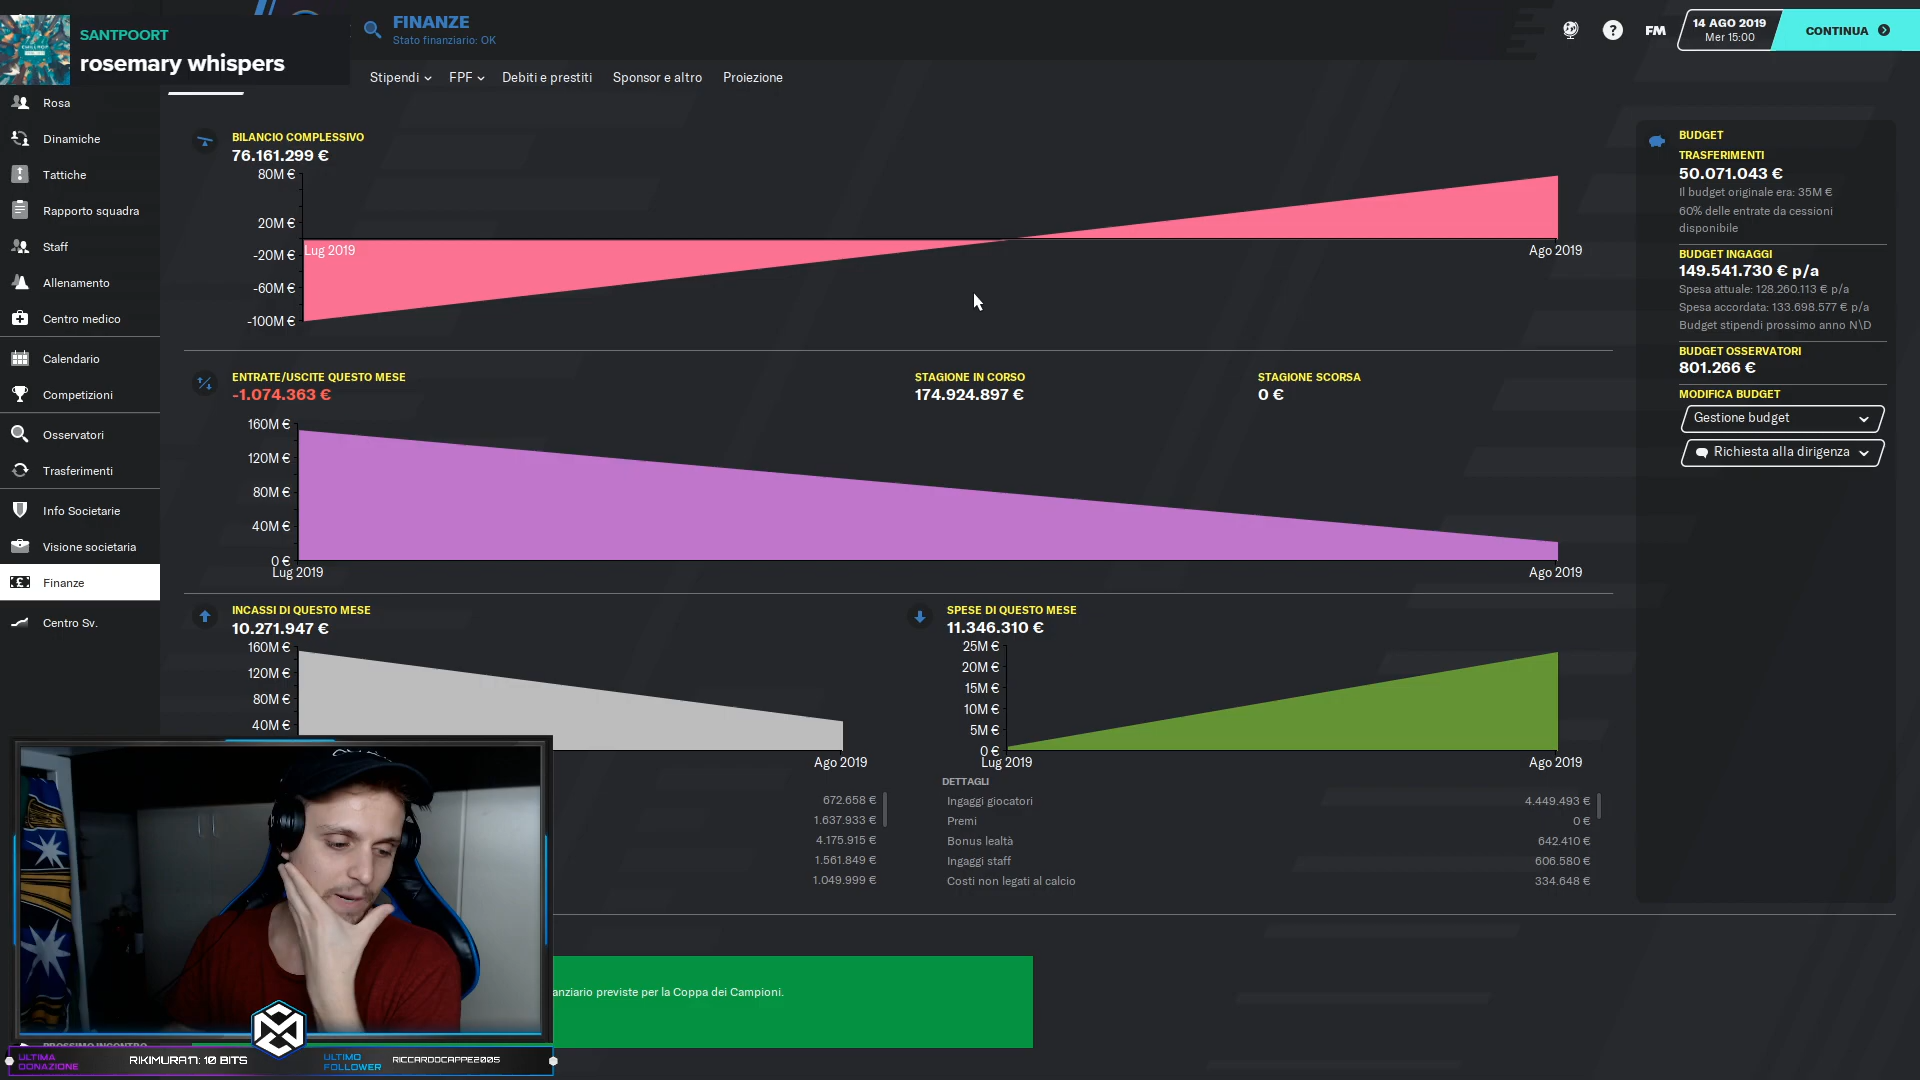 SANTPOORT
rosemary whispers
FINANZE
Stato finanziario: OK
FM
14 AGO 2019
Mer 15:00
CONTINUA
Stipendi
FPF
Debiti e prestiti
Sponsor e altro
Proiezione
Rosa
Dinamiche
Tattiche
Rapporto squadra
Staff
Allenamento
Centro medico
Calendario
Competizioni
Osservatori
Trasferimenti
Info Societarie
Visione societaria
Finanze
Centro Sv.
BILANCIO COMPLESSIVO
76.161.299 €
80M €
20M €
-20M €
-60M €
-100M €
Lug 2019
Ago 2019
ENTRATE/USCITE QUESTO MESE
-1.074.363 €
STAGIONE IN CORSO
174.924.897 €
STAGIONE SCORSA
0 €
160M €
120M €
80M €
40M €
0 €
Lug 2019
Ago 2019
INCASSI DI QUESTO MESE
10.271.947 €
160M €
120M €
80M €
40M €
Ago 2019
672.658 €
1.637.933 €
4.175.915 €
1.561.849 €
1.049.999 €
SPESE DI QUESTO MESE
11.346.310 €
25M €
20M €
15M €
10M €
5M €
0 €
Lug 2019
Ago 2019
DETTAGLI
Ingaggi giocatori 4.449.493 €
Premi 0 €
Bonus lealtà 642.410 €
Ingaggi staff 606.580 €
Costi non legati al calcio 334.648 €
BUDGET
TRASFERIMENTI
50.071.043 €
Il budget originale era: 35M €
60% delle entrate da cessioni
disponibile
BUDGET INGAGGI
149.541.730 € p/a
Spesa attuale: 128.260.113 € p/a
Spesa accordata: 133.698.577 € p/a
Budget stipendi prossimo anno N\D
BUDGET OSSERVATORI
801.266 €
MODIFICA BUDGET
Gestione budget
Richiesta alla dirigenza
anziario previste per la Coppa dei Campioni.
PROSSIMO INCONTRO
ULTIMA
DONAZIONE
RIKIMURA17: 10 BITS
ULTIMO
FOLLOWER
RICCARDOCAPPE2005